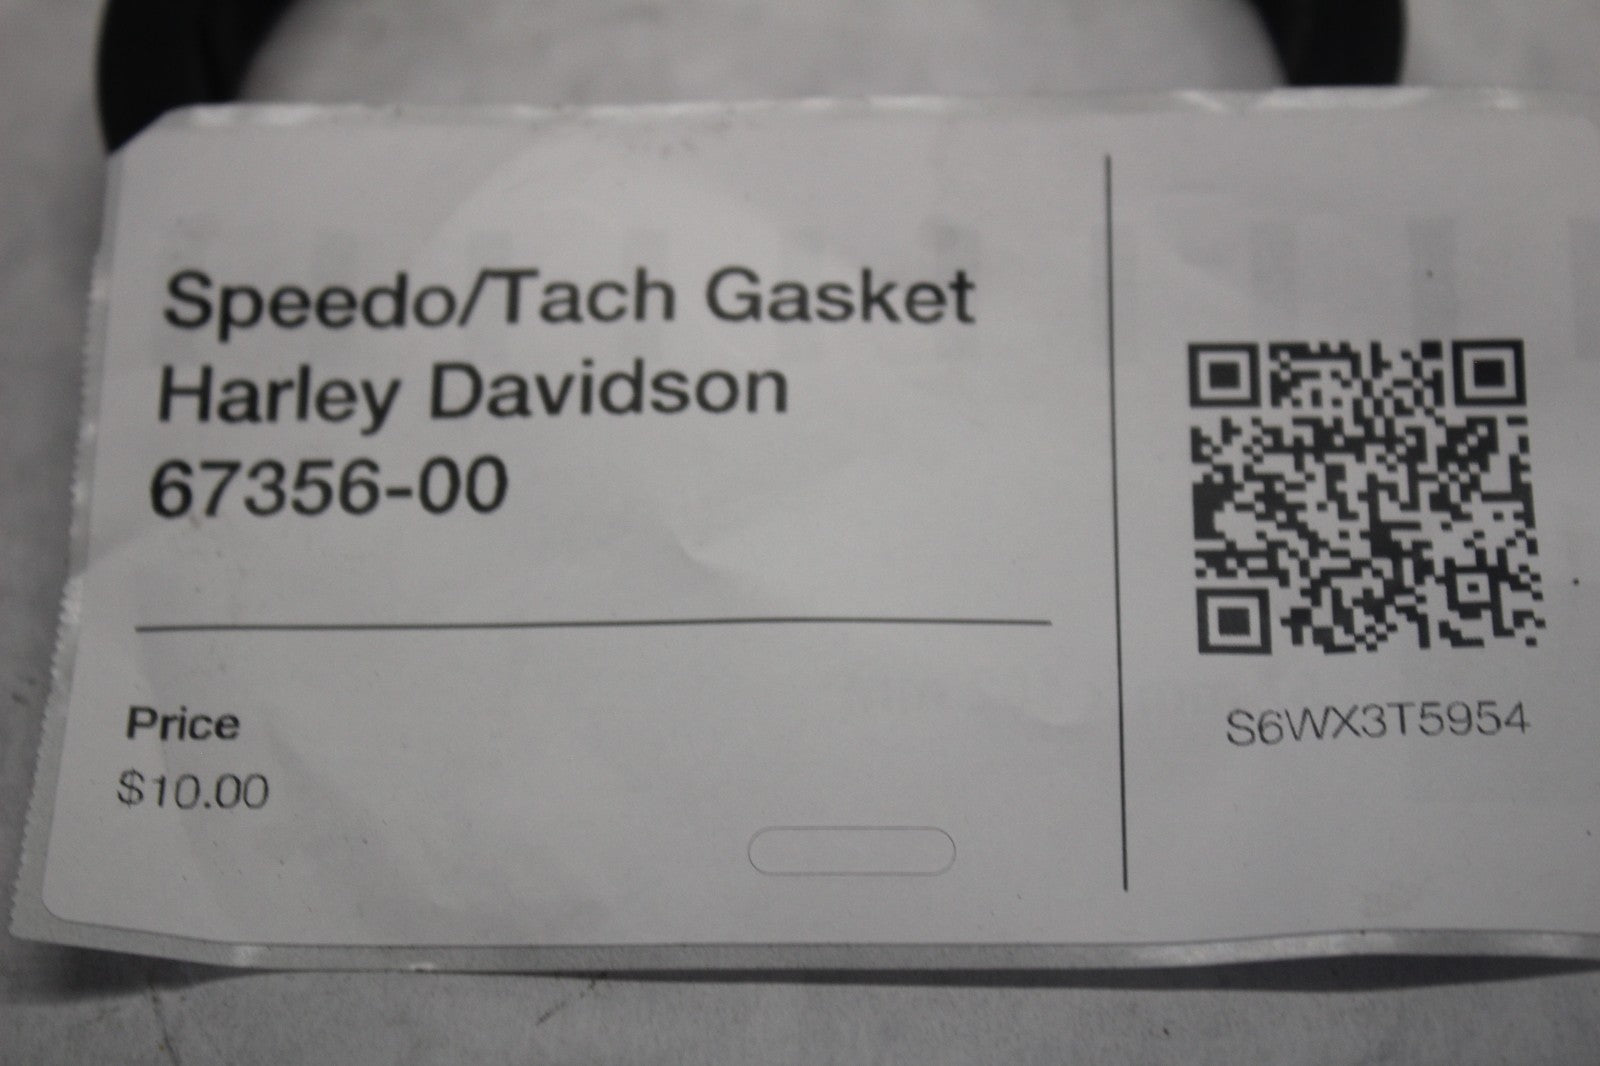 Speedo/Tach Gasket
Harley Davidson
67356-00
Price
$10.00
S6WX3T5954